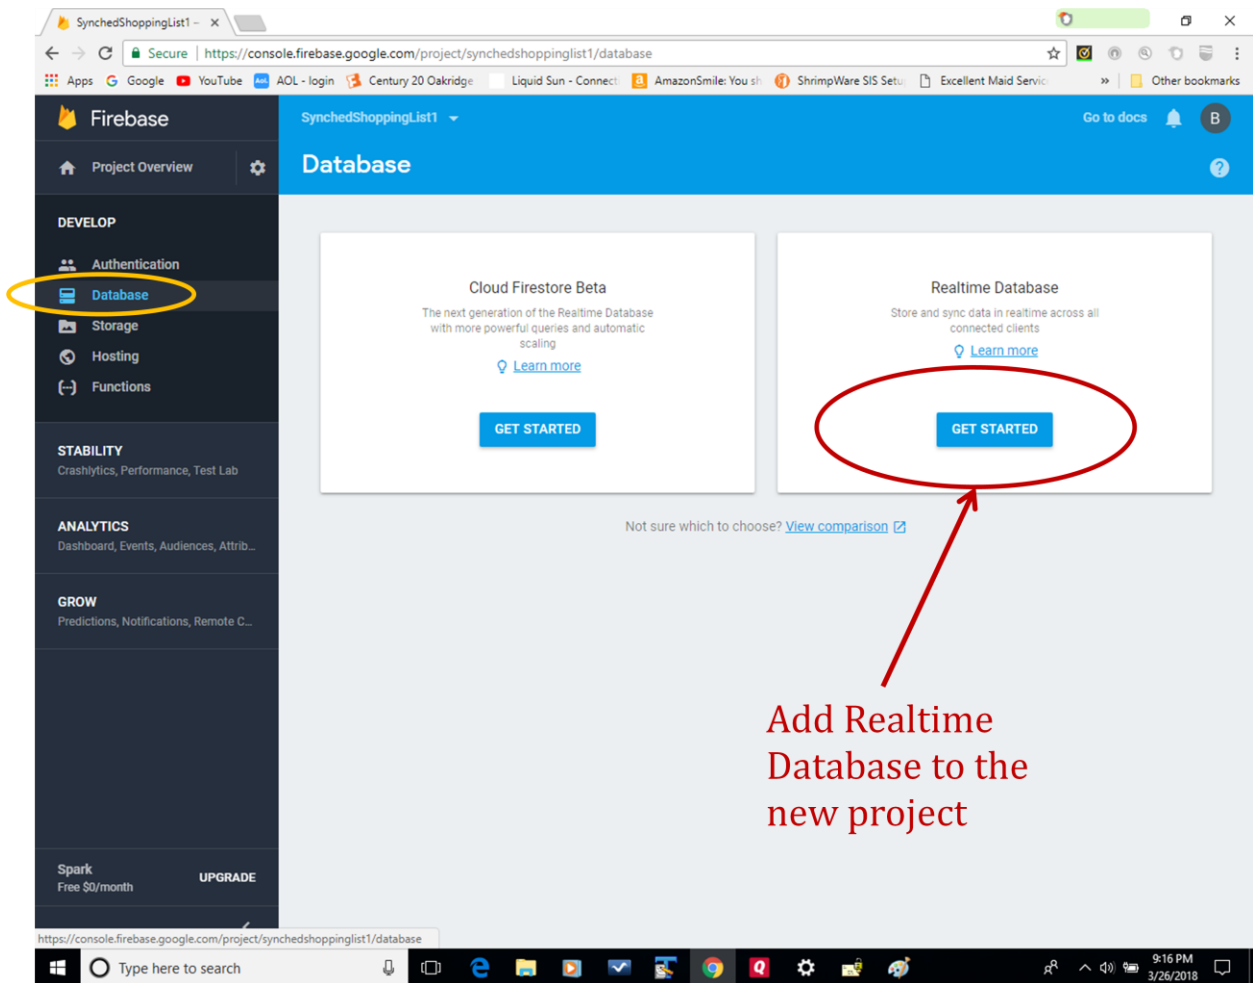 SynchedShoppingList1 –
Secure | https://console.firebase.google.com/project/synchedshoppinglist1/database
Apps Google YouTube AOL - login Century 20 Oakridge Liquid Sun - Connect AmazonSmile: You sh ShrimpWare SIS Setu Excellent Maid Servic » Other bookmarks
Firebase
SynchedShoppingList1
Go to docs
B
Project Overview
Database
?
DEVELOP
Authentication
Database
Storage
Hosting
Functions
STABILITY
Crashlytics, Performance, Test Lab
ANALYTICS
Dashboard, Events, Audiences, Attrib...
GROW
Predictions, Notifications, Remote C...
Spark
Free $0/month
UPGRADE
Cloud Firestore Beta
The next generation of the Realtime Database
with more powerful queries and automatic
scaling
Learn more
GET STARTED
Realtime Database
Store and sync data in realtime across all
connected clients
Learn more
GET STARTED
Not sure which to choose? View comparison
Add Realtime
Database to the
new project
https://console.firebase.google.com/project/synchedshoppinglist1/database
Type here to search
9:16 PM
3/26/2018